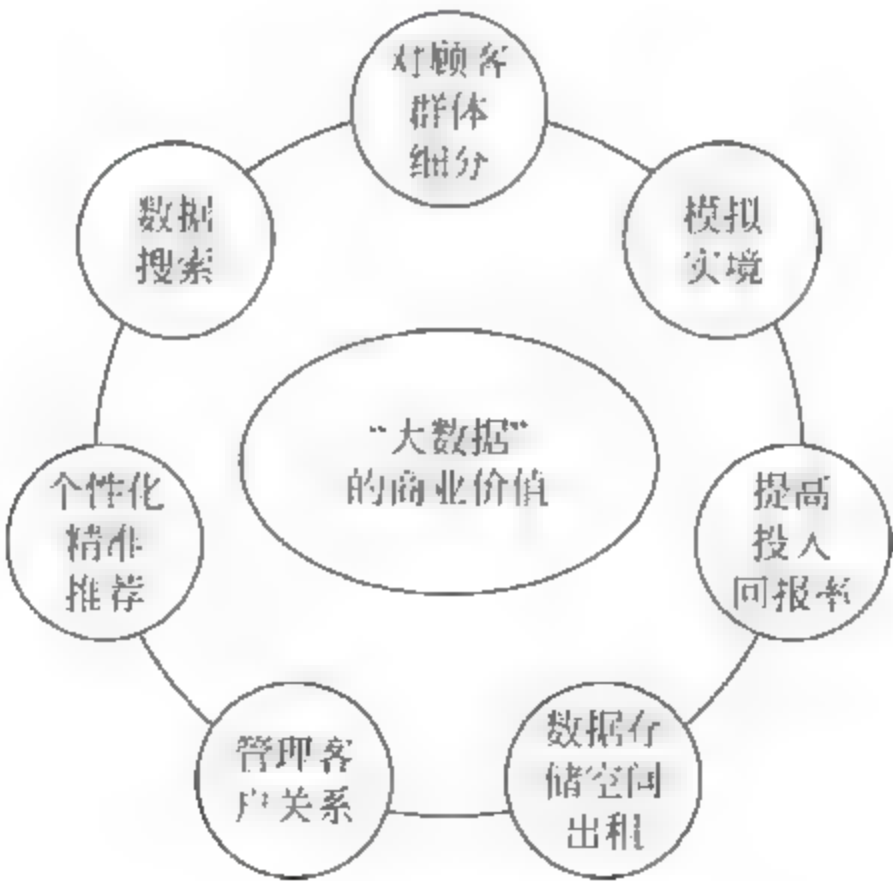 对顾客
群体
细分
模拟
实境
提高
投入
回报率
数据存
储空间
出租
管理客
户关系
个性化
精准
推荐
数据
搜索
“大数据”
的商业价值